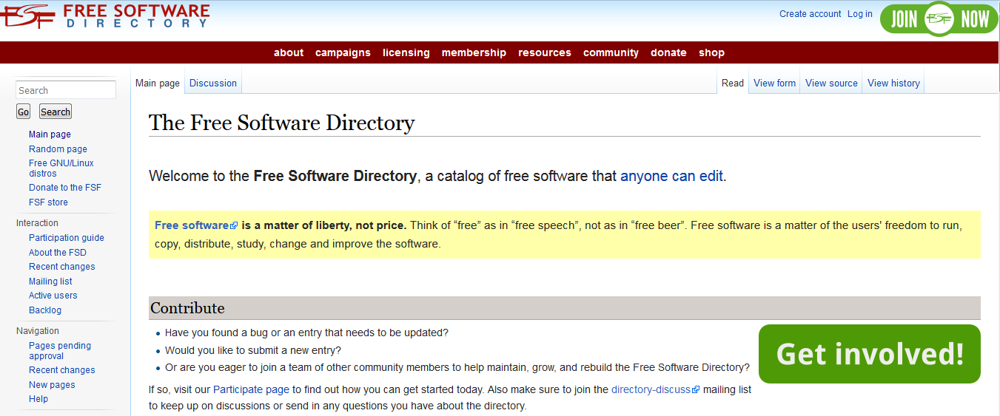 FSF FREE SOFTWARE
DIRECTORY
Create account Log in
JOIN FSF NOW
about campaigns licensing membership resources community donate shop
Search
Go Search
Main page
Random page
Free GNU/Linux
distros
Donate to the FSF
FSF store
Interaction
Participation guide
About the FSD
Recent changes
Mailing list
Active users
Backlog
Navigation
Pages pending
approval
Recent changes
New pages
Help
Main page Discussion
Read View form View source View history
The Free Software Directory
Welcome to the Free Software Directory, a catalog of free software that anyone can edit.
Free software is a matter of liberty, not price. Think of “free” as in “free speech”, not as in “free beer”. Free software is a matter of the users' freedom to run,
copy, distribute, study, change and improve the software.
Contribute
Have you found a bug or an entry that needs to be updated?
Would you like to submit a new entry?
Or are you eager to join a team of other community members to help maintain, grow, and rebuild the Free Software Directory?
If so, visit our Participate page to find out how you can get started today. Also make sure to join the directory-discuss mailing list
to keep up on discussions or send in any questions you have about the directory.
Get involved!